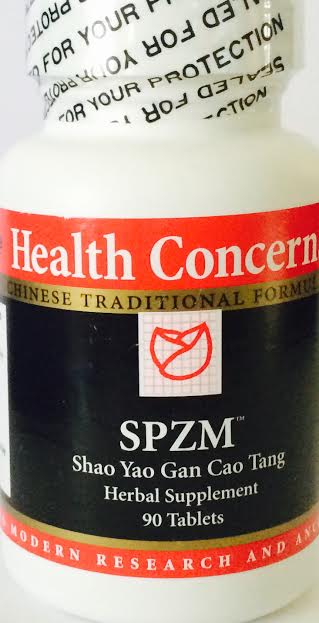 FOR YOUR P
FOR YOUR PROTECTION
SEALED FOR
Health Concern
CHINESE TRADITIONAL FORMU
SPZM™
Shao Yao Gan Cao Tang
Herbal Supplement
90 Tablets
MODERN RESEARCH AND AN